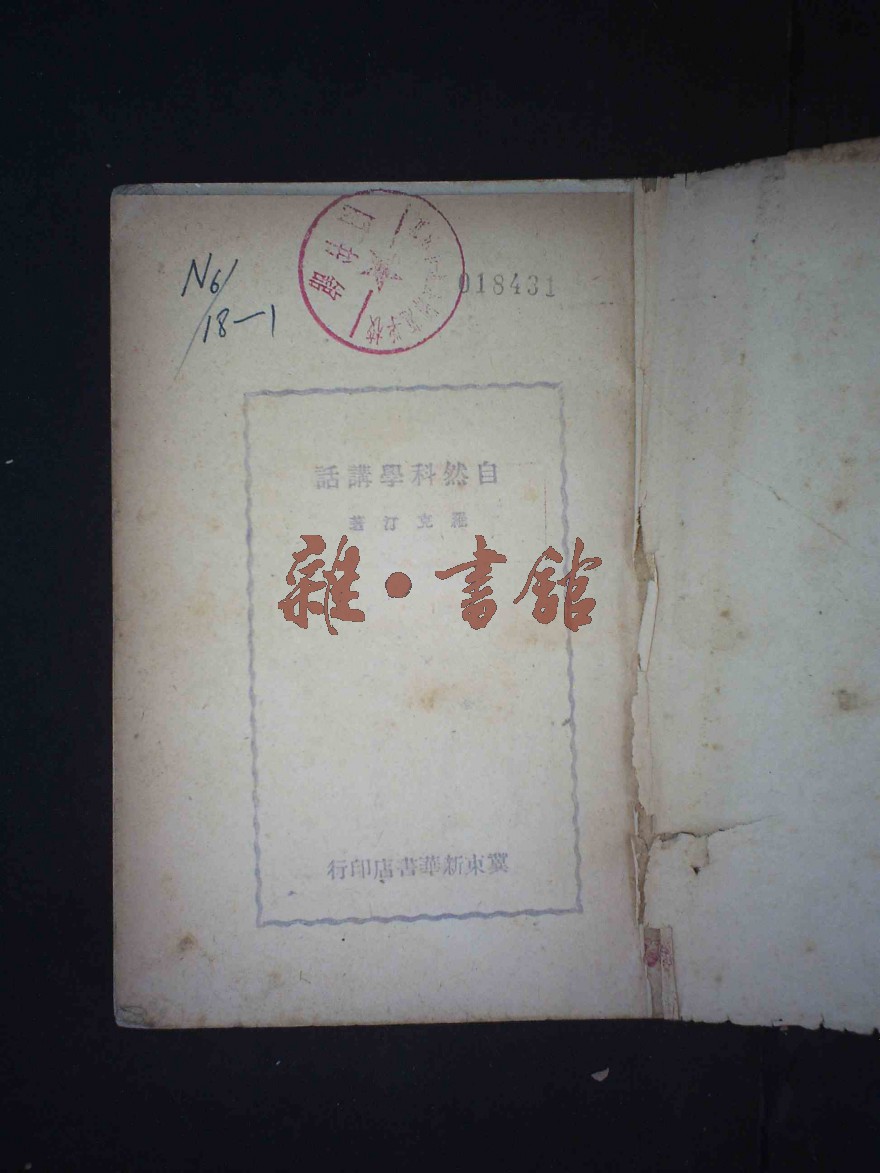 N6/
18-1
018431
自然科學講話
羅克汀著
雜·書館
冀東新華書店印行